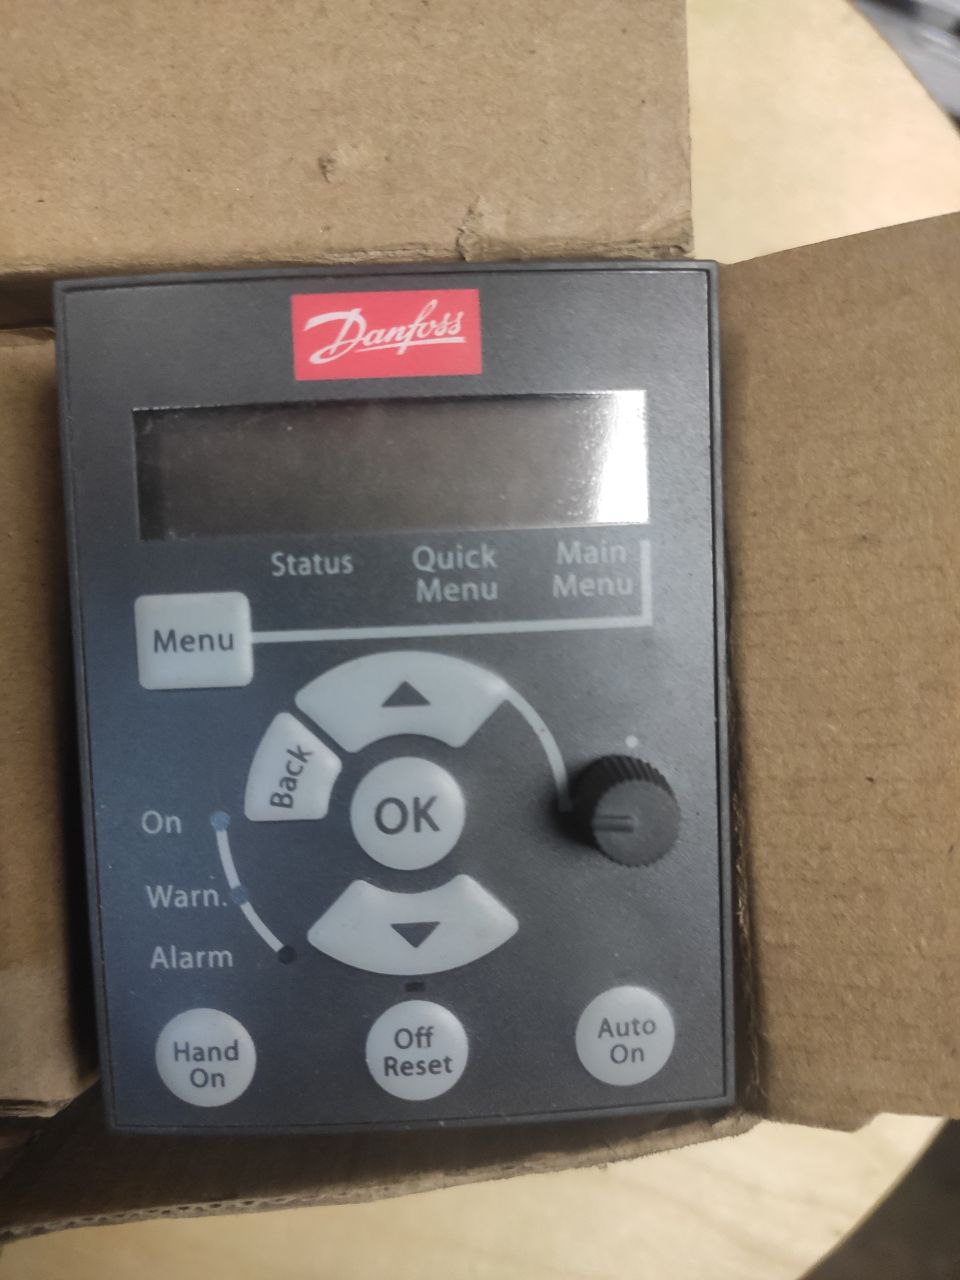 Danfoss
Status
Quick
Menu
Main
Menu
Menu
Back
OK
On
Warn.
Alarm
Hand
On
Off
Reset
Auto
On